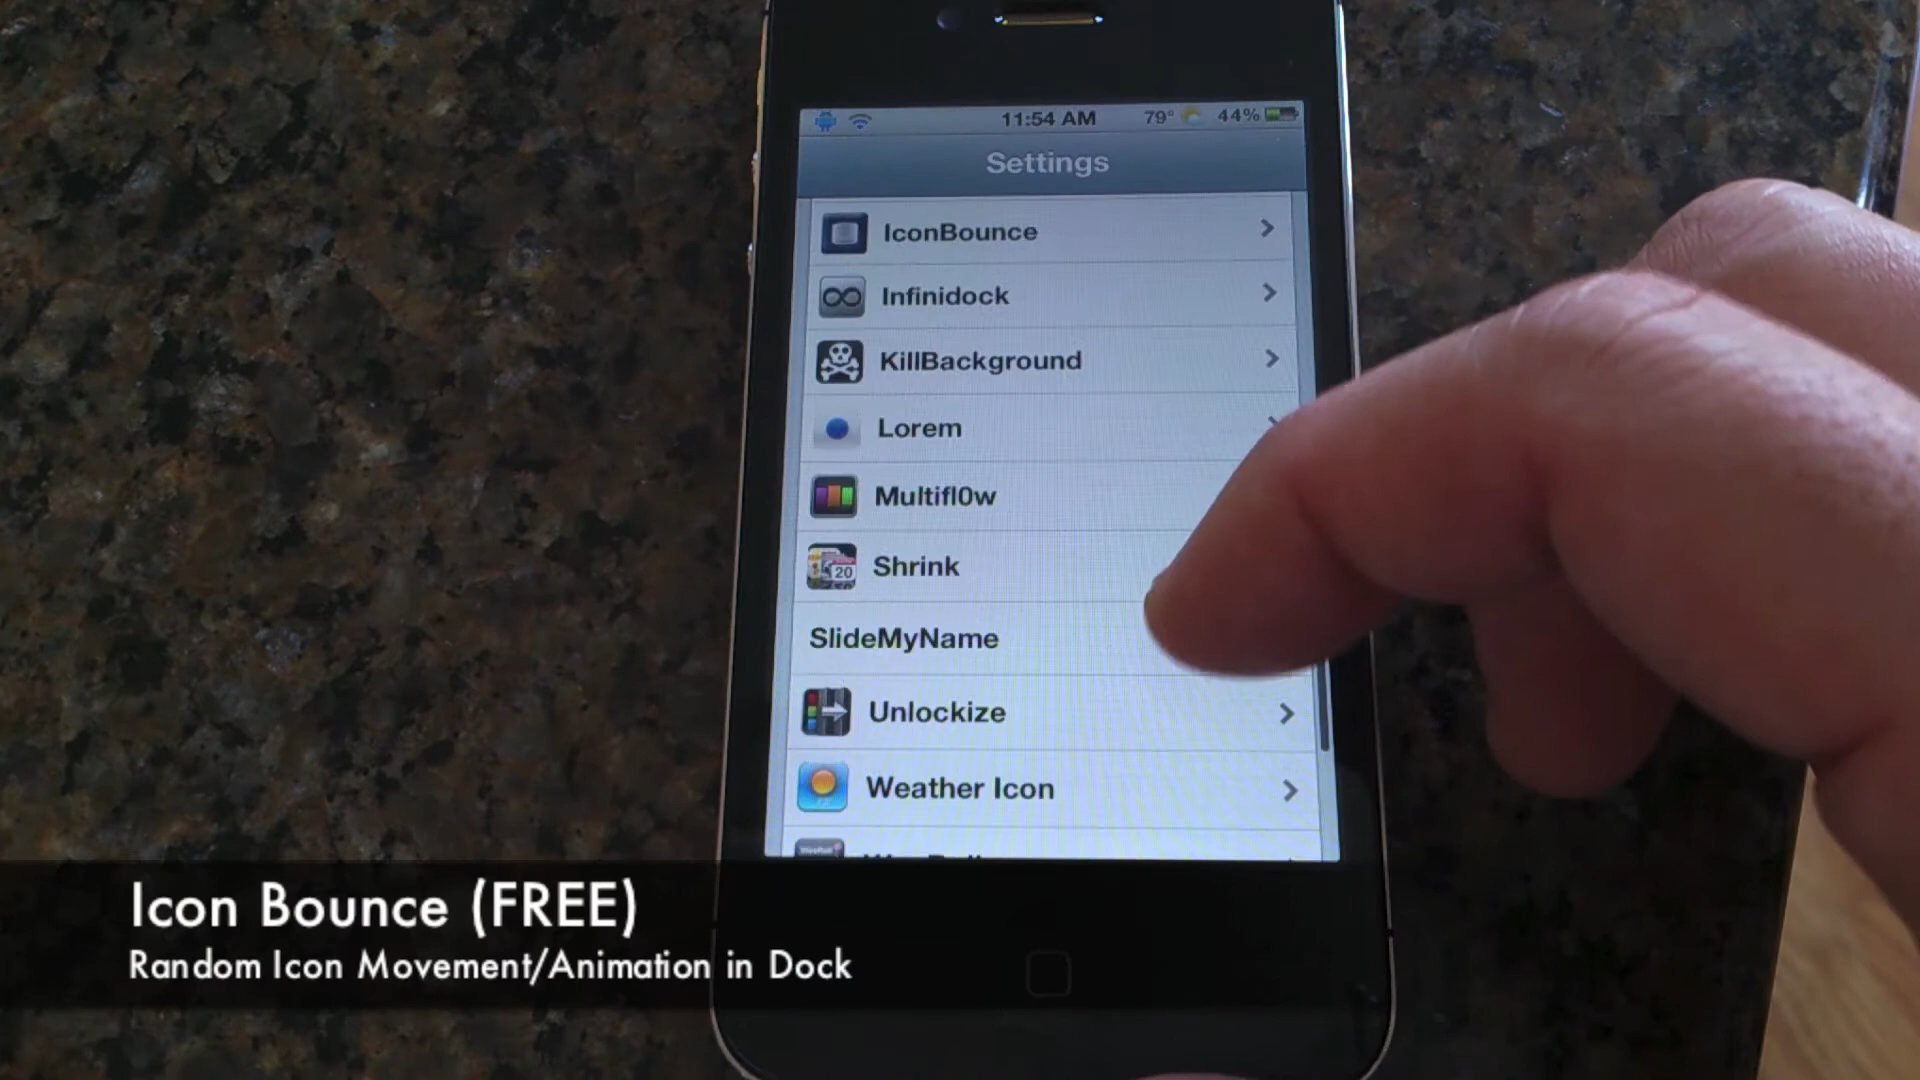 11:54 AM 79° 44%
Settings
IconBounce
Infinidock
KillBackground
Lorem
Multifl0w
Shrink
20
SlideMyName
Unlockize
Weather Icon
Icon Bounce (FREE)
Random Icon Movement/Animation in Dock